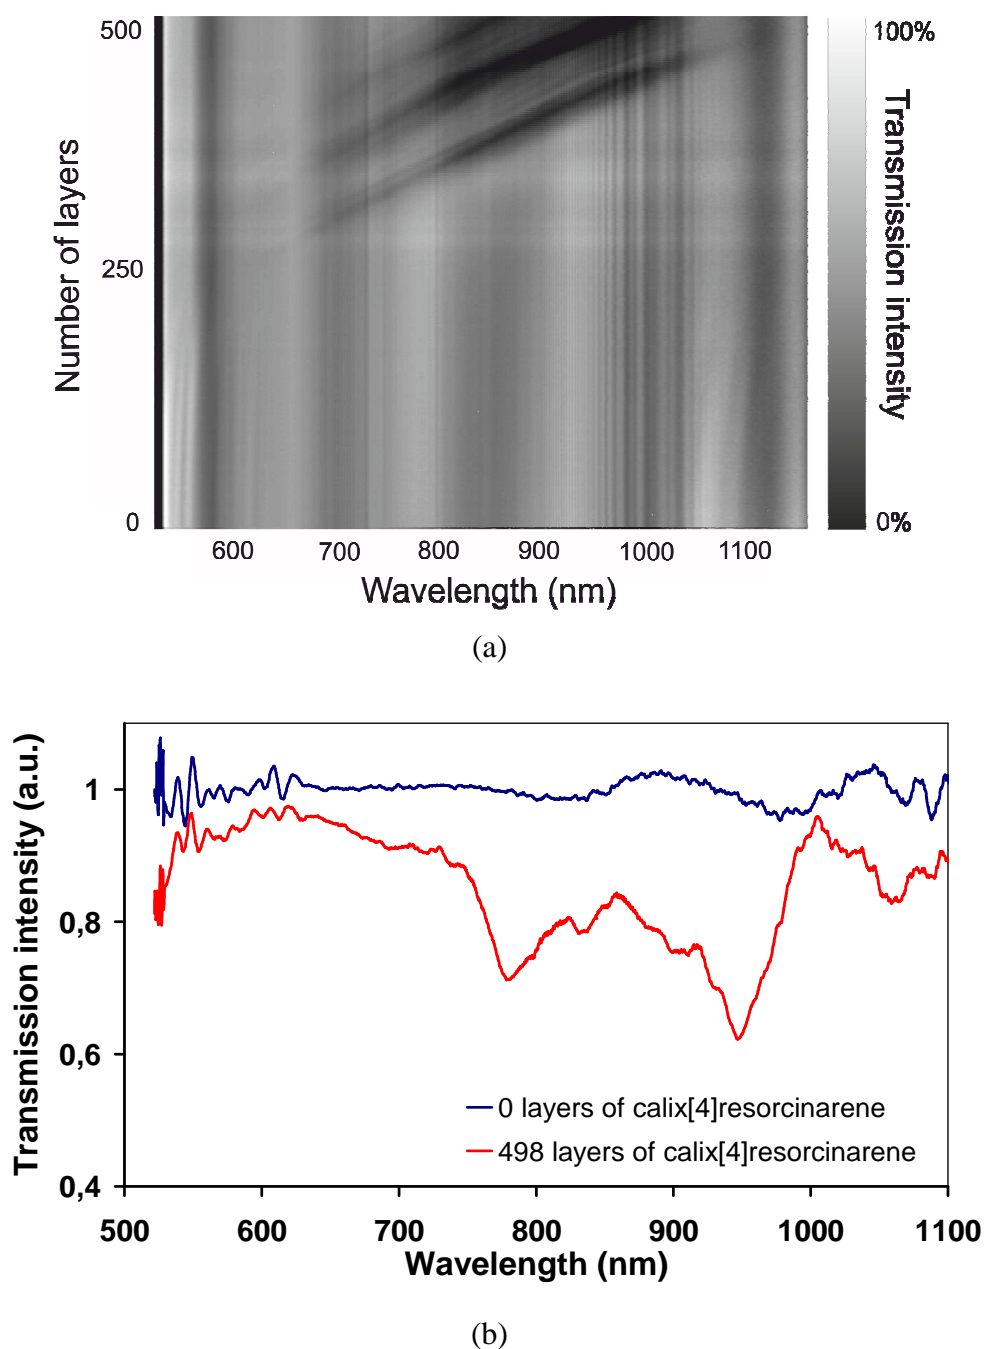 500
250
0
Number of layers
600 700 800 900 1000 1100
Wavelength (nm)
100%
0%
Transmission intensity
(a)
Transmission intensity (a.u.)
1
0,8
0,6
0,4
0 layers of calix[4]resorcinarene
498 layers of calix[4]resorcinarene
500 600 700 800 900 1000 1100
Wavelength (nm)
(b)